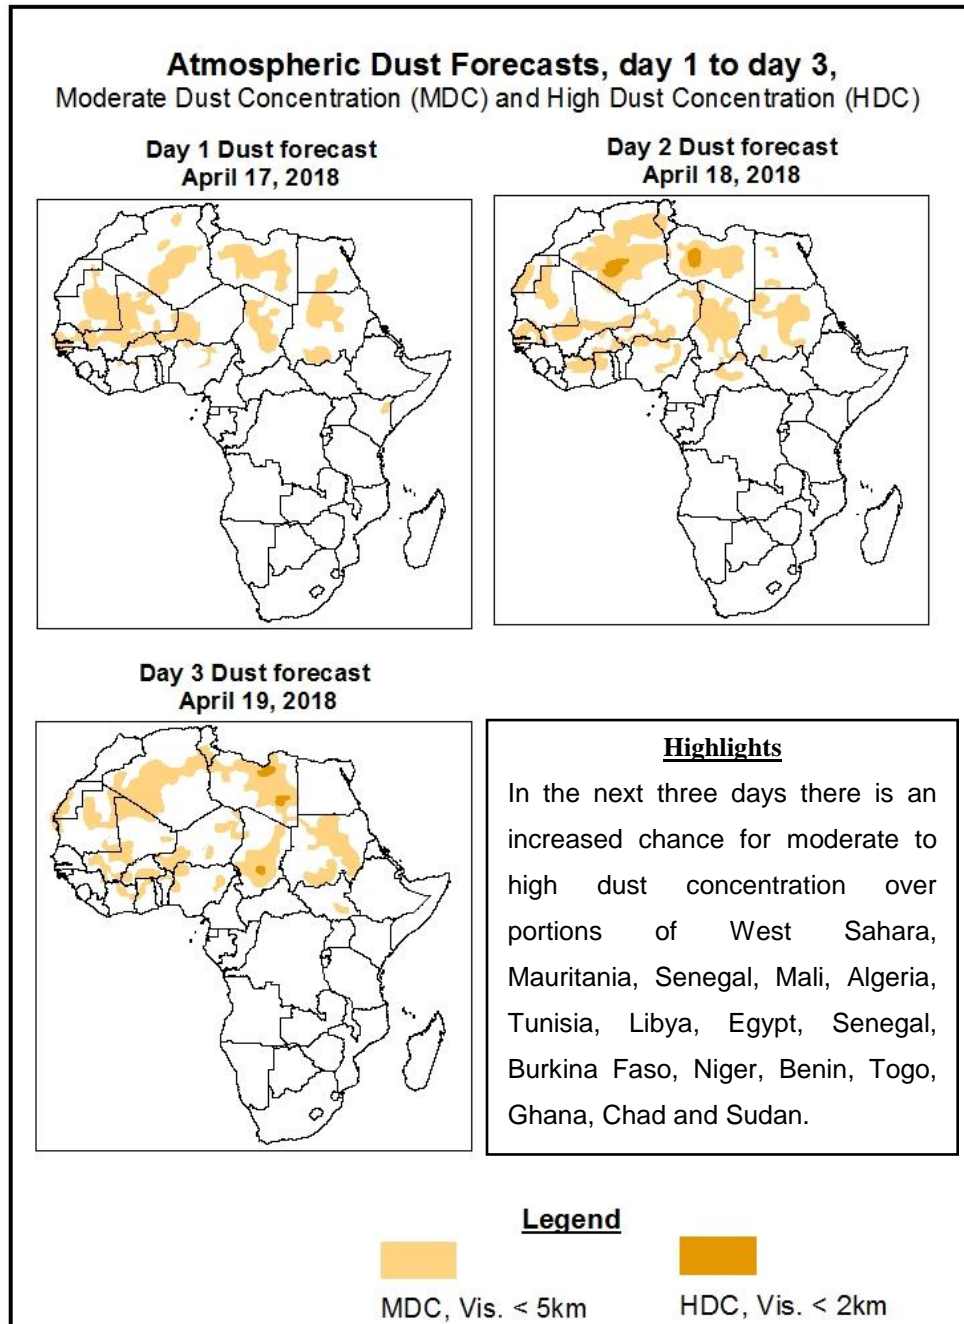 Atmospheric Dust Forecasts, day 1 to day 3,
Moderate Dust Concentration (MDC) and High Dust Concentration (HDC)
Day 1 Dust forecast
April 17, 2018
Day 2 Dust forecast
April 18, 2018
Day 3 Dust forecast
April 19, 2018
Highlights
In the next three days there is an
increased chance for moderate to
high dust concentration over
portions of West Sahara,
Mauritania, Senegal, Mali, Algeria,
Tunisia, Libya, Egypt, Senegal,
Burkina Faso, Niger, Benin, Togo,
Ghana, Chad and Sudan.
Legend
MDC, Vis. < 5km
HDC, Vis. < 2km